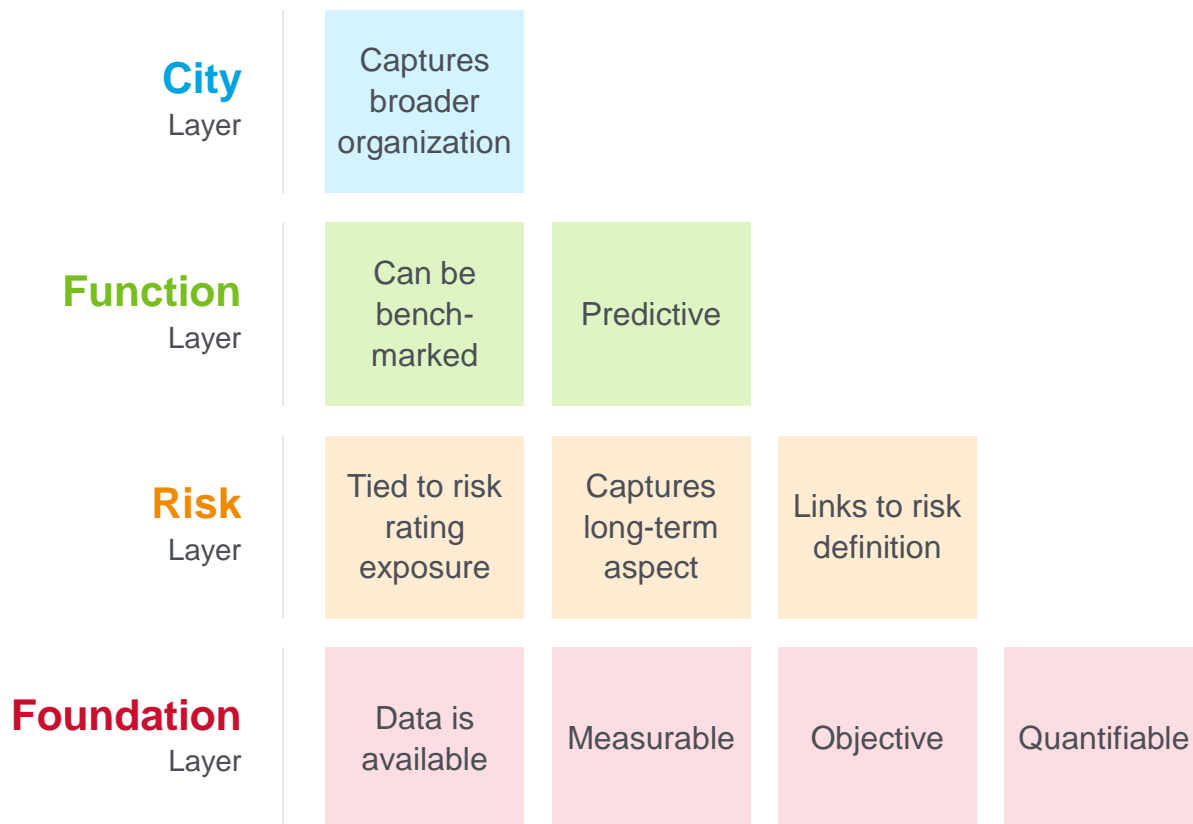 City
Layer
Captures
broader
organization
Function
Layer
Can be
bench-
marked
Predictive
Risk
Layer
Tied to risk
rating
exposure
Captures
long-term
aspect
Links to risk
definition
Foundation
Layer
Data is
available
Measurable
Objective
Quantifiable